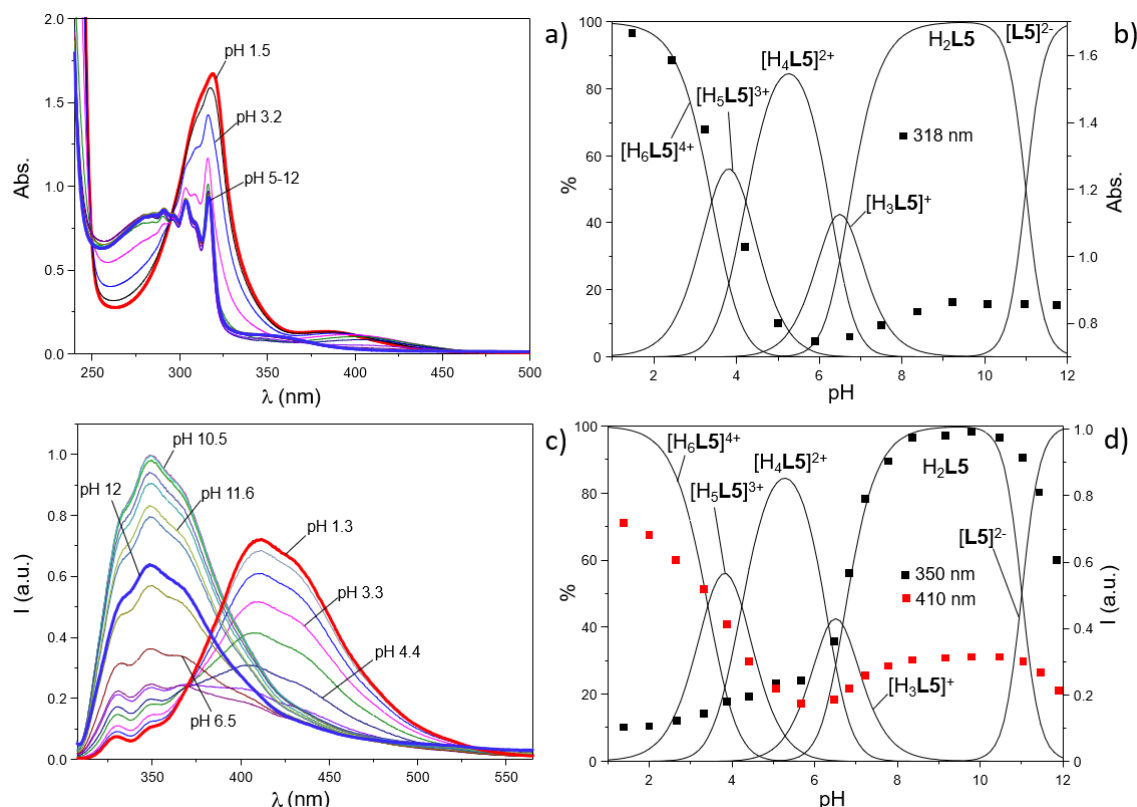 a)
2.0
1.5
1.0
0.5
0.0
Abs.
pH 1.5
pH 3.2
pH 5-12
250 300 350 400 450 500
λ (nm)
b)
100
80
60
40
20
0
%
[H₆L5]⁴⁺
[H₅L5]³⁺
[H₄L5]²⁺
[H₃L5]⁺
H₂L5
[L5]²⁻
318 nm
1.6
1.4
1.2
1.0
0.8
Abs.
2 4 6 8 10 12
pH
c)
1.0
0.8
0.6
0.4
0.2
0.0
I (a.u.)
pH 10.5
pH 12
pH 11.6
pH 1.3
pH 3.3
pH 4.4
pH 6.5
350 400 450 500 550
λ (nm)
d)
100
80
60
40
20
0
%
[H₆L5]⁴⁺
[H₅L5]³⁺
[H₄L5]²⁺
H₂L5
[L5]²⁻
350 nm
410 nm
[H₃L5]⁺
1.0
0.8
0.6
0.4
0.2
0.0
I (a.u.)
2 4 6 8 10 12
pH